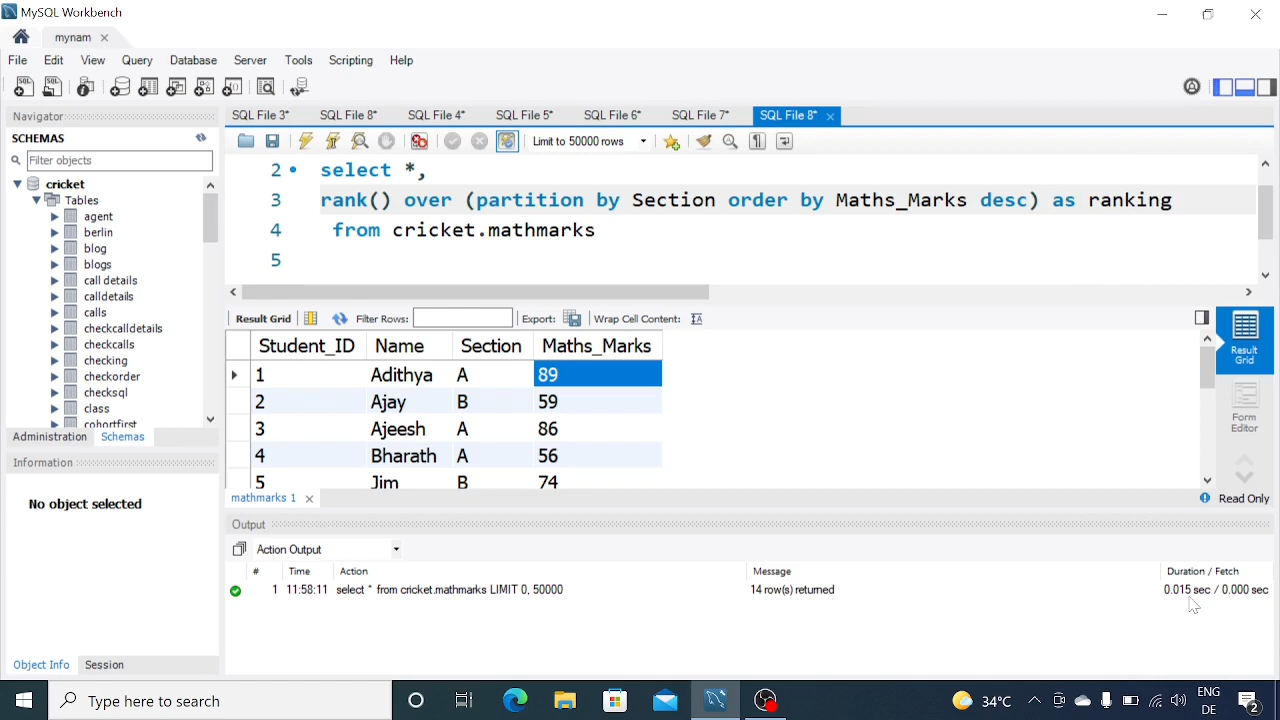 MySQL Workbench
mynam
File Edit View Query Database Server Tools Scripting Help
Navigator
SCHEMAS
Filter objects
cricket
Tables
agent
berlin
blog
blogs
call details
calldetails
calls
checkcalldetails
checkcalls
checking
checkorder
checksql
class
cohortfirst
Administration Schemas
Information
No object selected
Object Info Session
SQL File 3* SQL File 8* SQL File 4* SQL File 5* SQL File 6* SQL File 7* SQL File 8*
Limit to 50000 rows
2 select *,
3 rank() over (partition by Section order by Maths_Marks desc) as ranking
4 from cricket.mathmarks
5
Result Grid Filter Rows: Export: Wrap Cell Content:
Student_ID Name Section Maths_Marks
1 Adithya A 89
2 Ajay B 59
3 Ajeesh A 86
4 Bharath A 56
5 Jim B 74
Result
Grid
Form
Editor
mathmarks 1
Read Only
Output
Action Output
# Time Action Message Duration / Fetch
1 11:58:11 select * from cricket.mathmarks LIMIT 0, 50000 14 row(s) returned 0.015 sec / 0.000 sec
Type here to search
34°C
ENG
DE
2